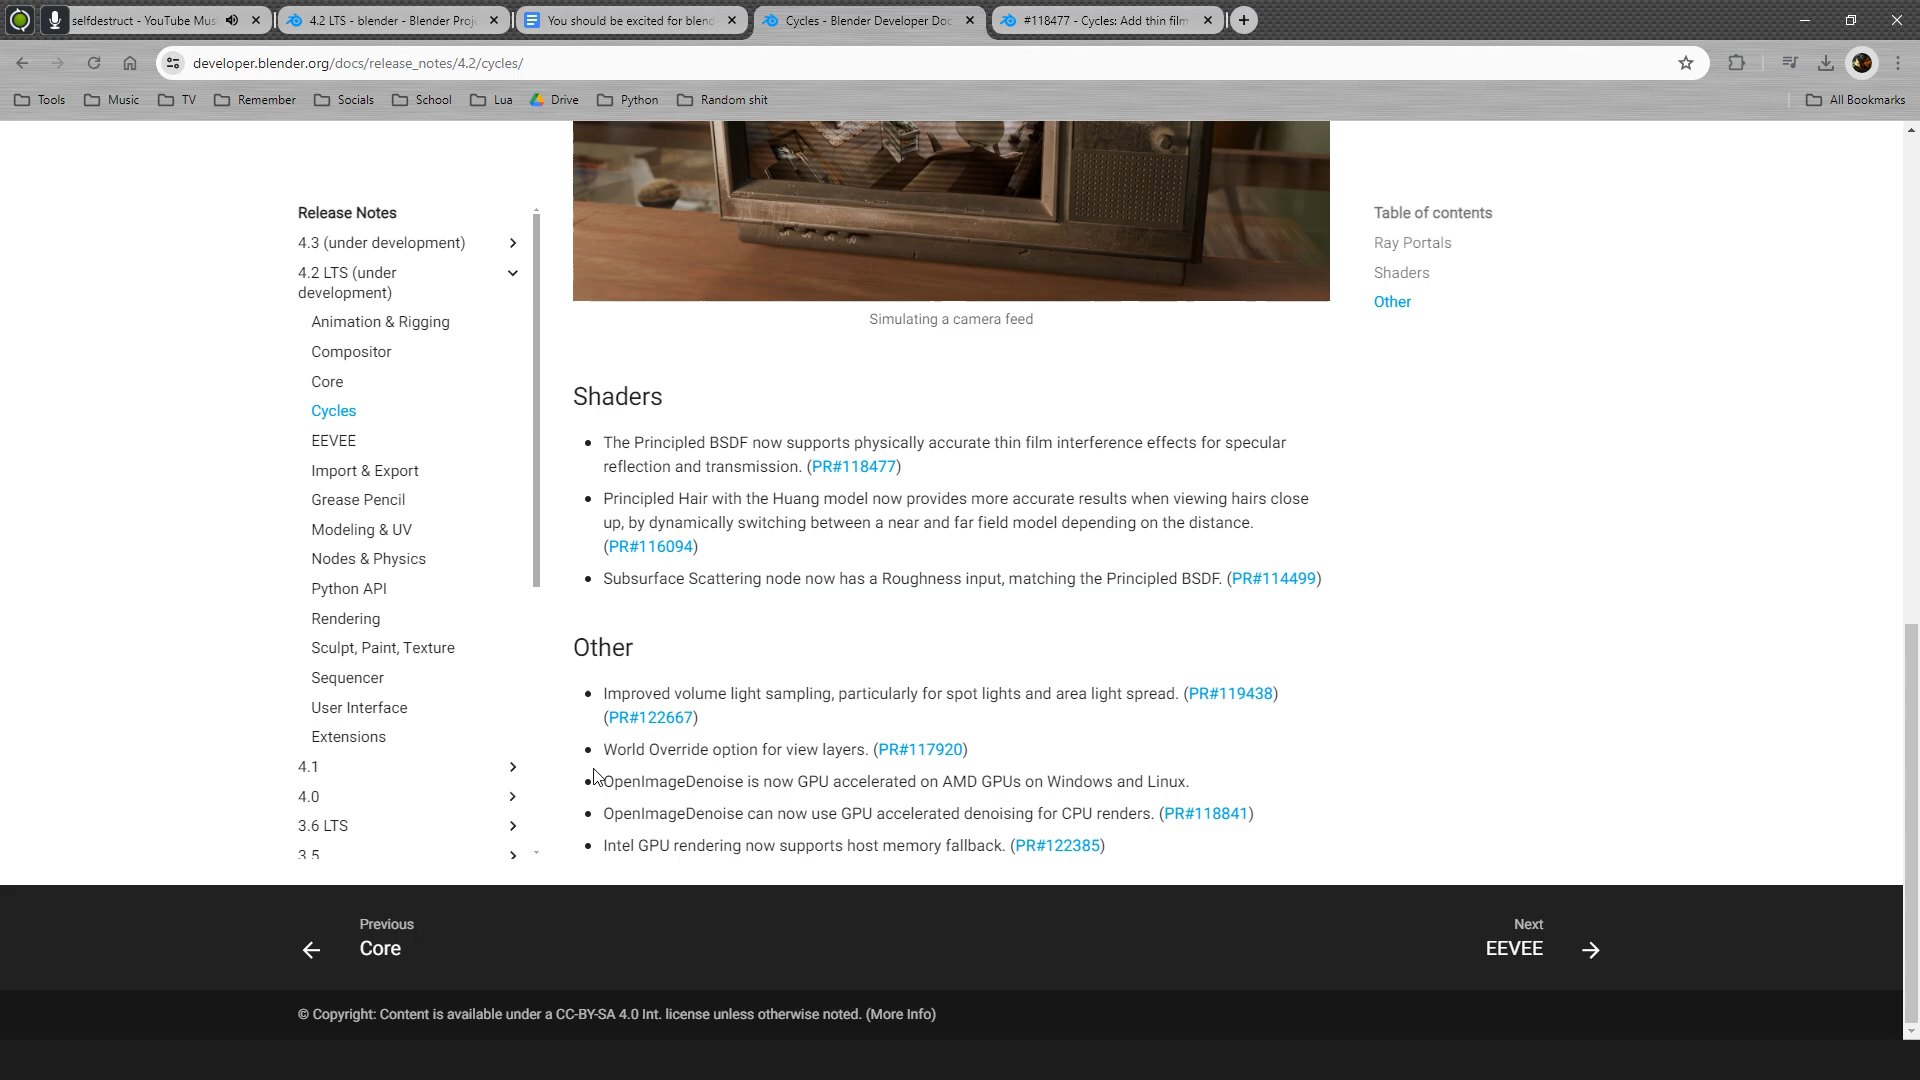 selfdestruct - YouTube Mus
4.2 LTS - blender - Blender Proje
You should be excited for blend
Cycles - Blender Developer Doc
#118477 - Cycles: Add thin film
developer.blender.org/docs/release_notes/4.2/cycles/
Tools
Music
TV
Remember
Socials
School
Lua
Drive
Python
Random shit
All Bookmarks
Release Notes
4.3 (under development)
4.2 LTS (under
development)
Animation & Rigging
Compositor
Core
Cycles
EEVEE
Import & Export
Grease Pencil
Modeling & UV
Nodes & Physics
Python API
Rendering
Sculpt, Paint, Texture
Sequencer
User Interface
Extensions
4.1
4.0
3.6 LTS
3.5
Simulating a camera feed
Shaders
The Principled BSDF now supports physically accurate thin film interference effects for specular
reflection and transmission. (PR#118477)
Principled Hair with the Huang model now provides more accurate results when viewing hairs close
up, by dynamically switching between a near and far field model depending on the distance.
(PR#116094)
Subsurface Scattering node now has a Roughness input, matching the Principled BSDF. (PR#114499)
Other
Improved volume light sampling, particularly for spot lights and area light spread. (PR#119438)
(PR#122667)
World Override option for view layers. (PR#117920)
OpenImageDenoise is now GPU accelerated on AMD GPUs on Windows and Linux.
OpenImageDenoise can now use GPU accelerated denoising for CPU renders. (PR#118841)
Intel GPU rendering now supports host memory fallback. (PR#122385)
Table of contents
Ray Portals
Shaders
Other
Previous
Core
Next
EEVEE
© Copyright: Content is available under a CC-BY-SA 4.0 Int. license unless otherwise noted. (More Info)